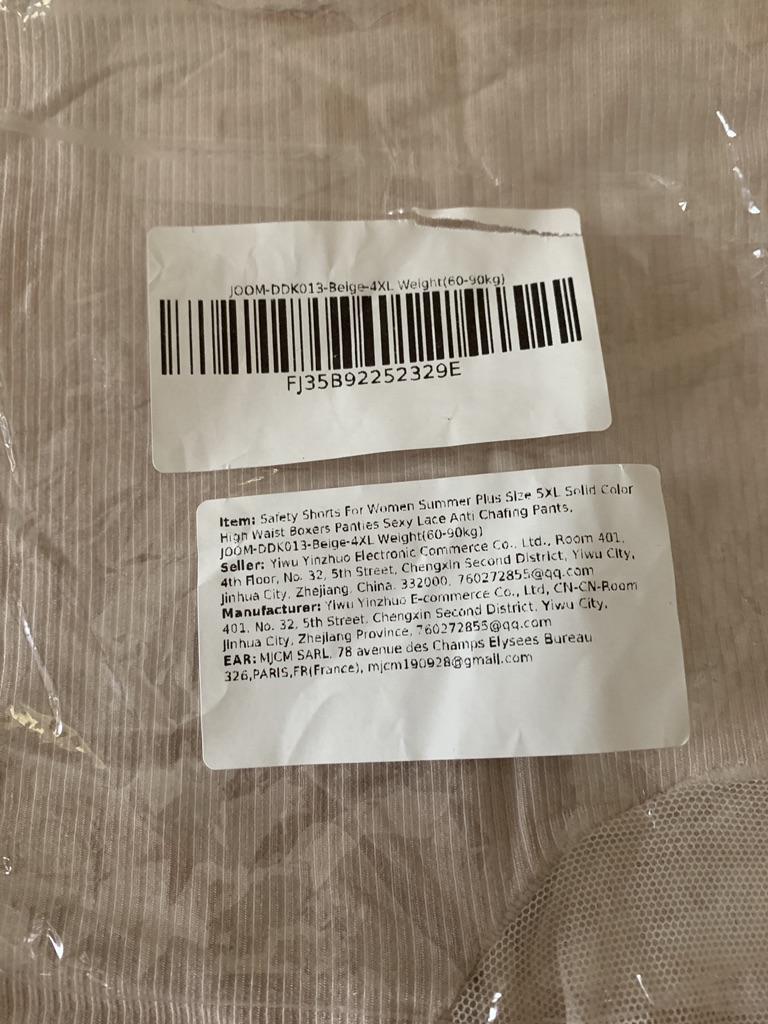 JOOM-DDK013-Beige-4XL Weight(60-90kg)
FJ35B92252329E
Item: Safety Shorts For Women Summer Plus Size 5XL Solid Color
High Waist Boxers Panties Sexy Lace Anti Chafing Pants,
JOOM-DDK013-Beige-4XL Weight(60-90kg)
Seller: Yiwu Yinzhuo Electronic Commerce Co., Ltd., Room 401,
4th Floor, No. 32, 5th Street, Chengxin Second District, Yiwu City,
Jinhua City, Zhejiang, China, 332000, 760272855@qq.com
Manufacturer: Yiwu Yinzhuo E-commerce Co., Ltd, CN-CN-Room
401, No. 32, 5th Street, Chengxin Second District, Yiwu City,
Jinhua City, Zhejiang Province, 760272855@qq.com
EAR: MJCM SARL, 78 avenue des Champs Elysees Bureau
326,PARIS,FR(France), mjcm190928@gmail.com